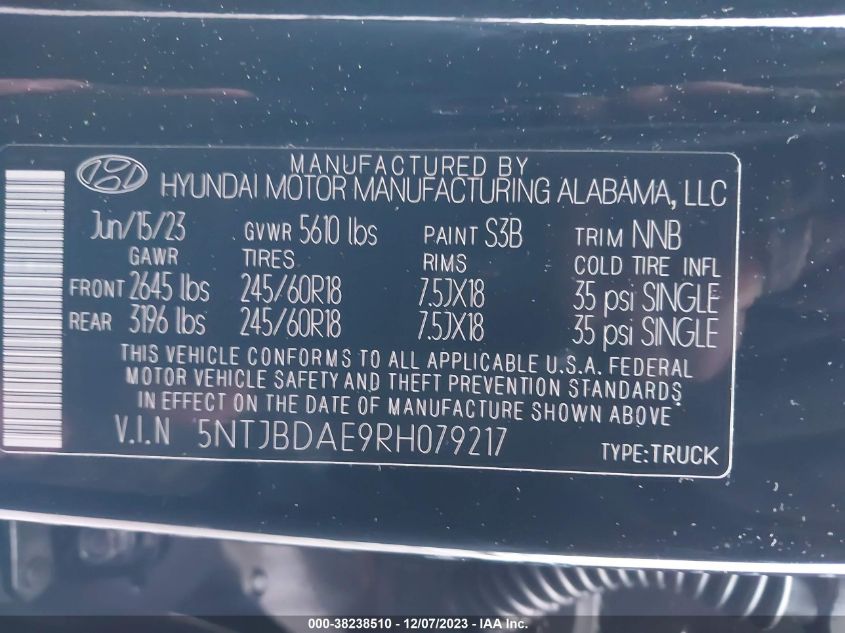 MANUFACTURED BY
HYUNDAI MOTOR MANUFACTURING ALABAMA, LLC
Jun/15/23 GVWR 5610 lbs PAINT S3B TRIM NNB
GAWR TIRES RIMS COLD TIRE INFL
FRONT 2645 lbs 245/60R18 7.5JX18 35 psi SINGLE
REAR 3196 lbs 245/60R18 7.5JX18 35 psi SINGLE
THIS VEHICLE CONFORMS TO ALL APPLICABLE U.S.A. FEDERAL
MOTOR VEHICLE SAFETY AND THEFT PREVENTION STANDARDS
IN EFFECT ON THE DATE OF MANUFACTURE SHOWN ABOVE
V.I.N 5NTJBDAE9RH079217 TYPE:TRUCK
000-38238510 - 12/07/2023 - IAA Inc.